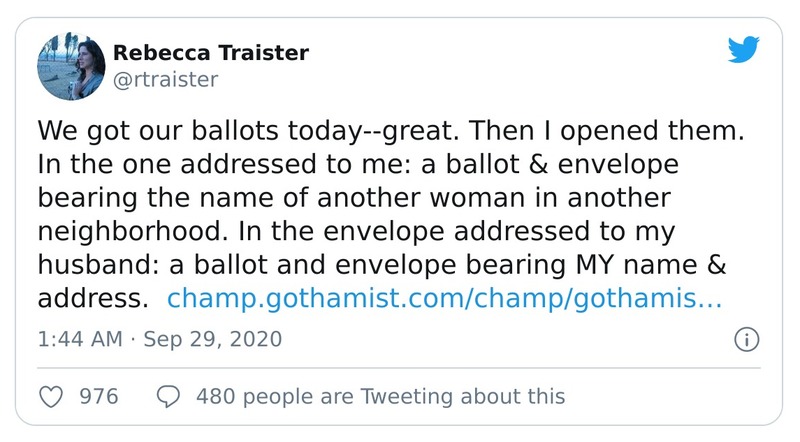 Rebecca Traister
@rtraister
We got our ballots today--great. Then I opened them.
In the one addressed to me: a ballot & envelope
bearing the name of another woman in another
neighborhood. In the envelope addressed to my
husband: a ballot and envelope bearing MY name &
address. champ.gothamist.com/champ/gothamis…
1:44 AM · Sep 29, 2020
976 480 people are Tweeting about this